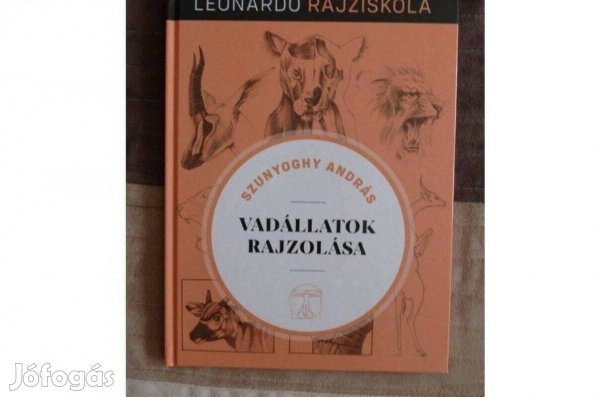 LEONARDO RAJZISKOLA
SZUNYOGHY ANDRÁS
VADÁLLATOK
RAJZOLÁSA
Jófogás